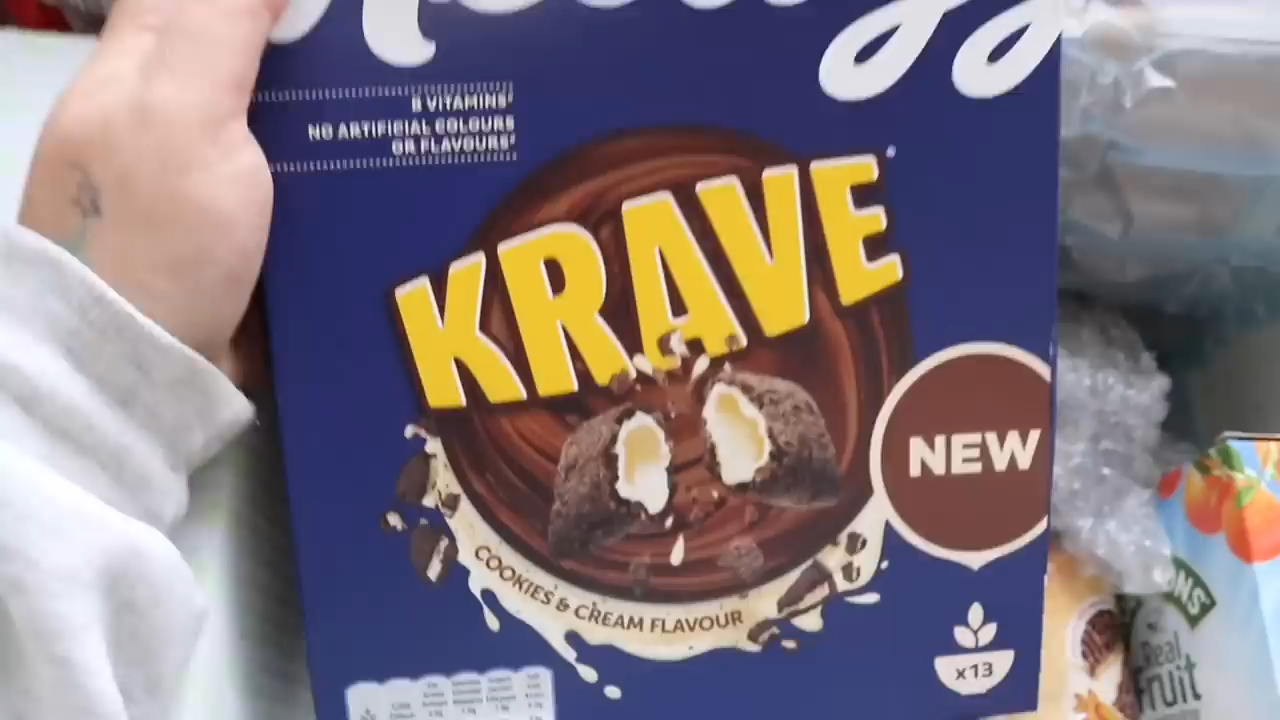 8 VITAMINS
NO ARTIFICIAL COLOURS
OR FLAVOURS
KRAVE
NEW
COOKIES & CREAM FLAVOUR
x13
Real
Fruit